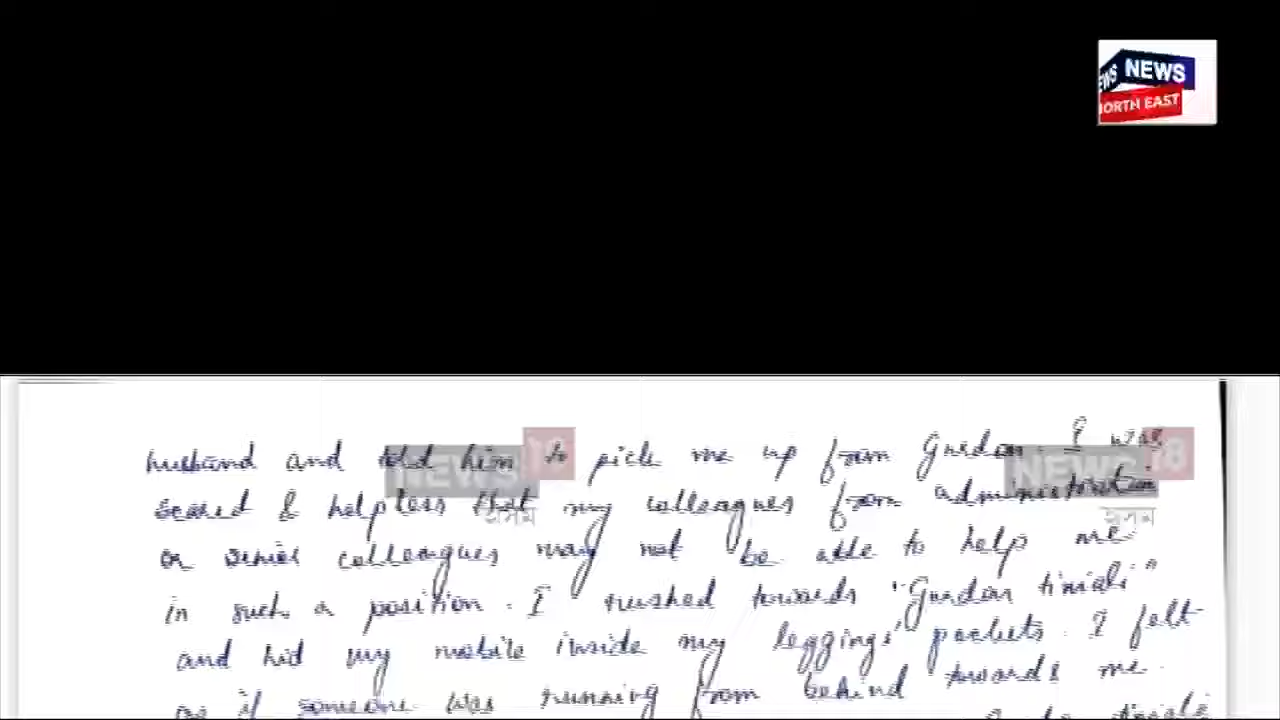 NEWS
NORTH EAST
husband and told him to pick me up from Gurdon. I was
scared & helpless that my colleagues from administration
or senior colleagues may not be able to help me
in such a position. I rushed towards "Gurdon tiniali"
and hid my mobile inside my leggings' pockets. I felt
as if someone was running from behind towards me.